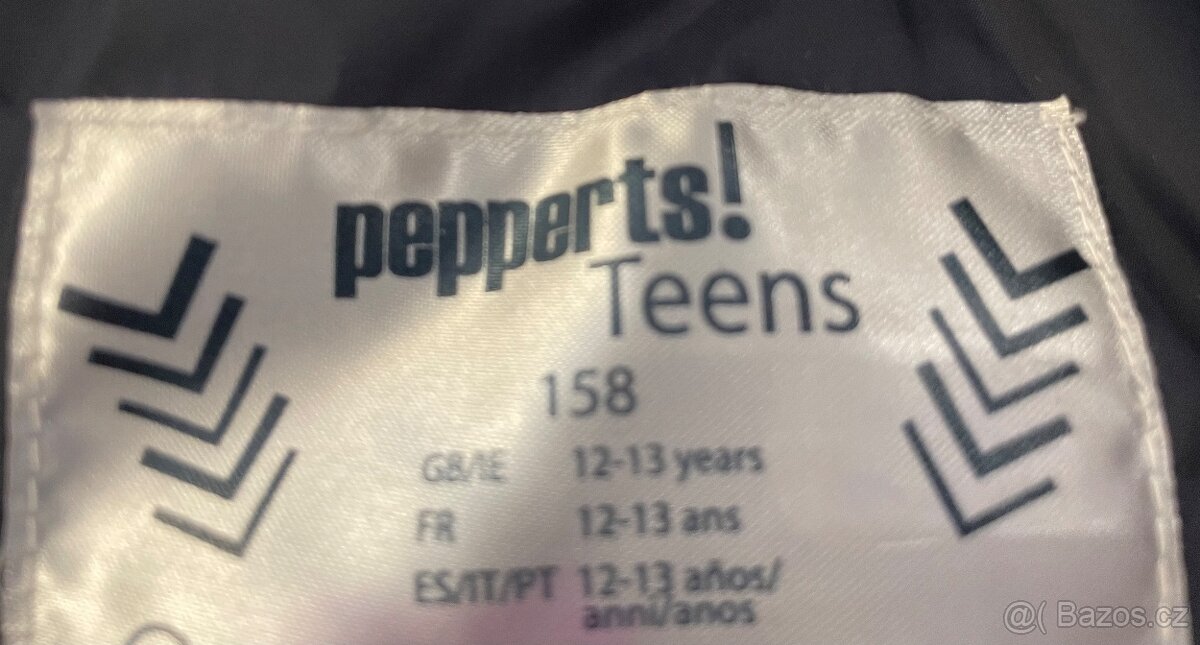 pepperts!
Teens
158
GB/IE 12-13 years
FR 12-13 ans
ES/IT/PT 12-13 años/
anni/anos
@( Bazos.cz